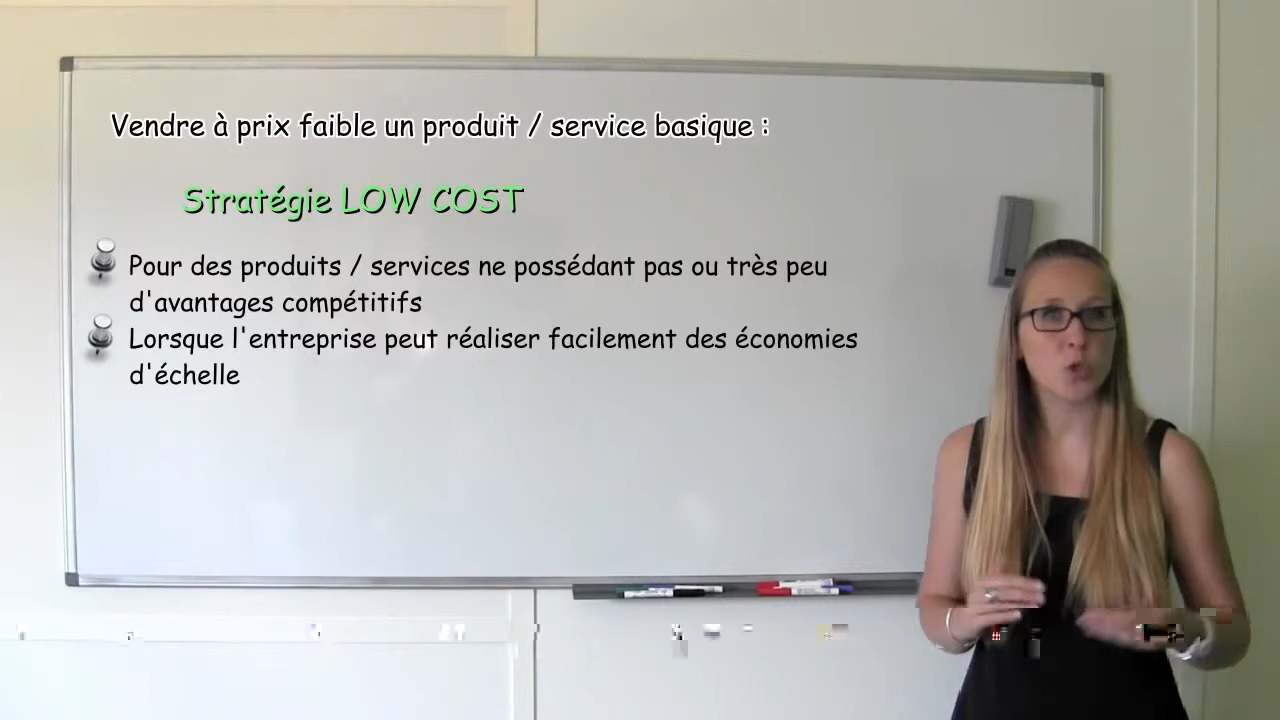 Vendre à prix faible un produit / service basique :
Stratégie LOW COST
Pour des produits / services ne possédant pas ou très peu
d'avantages compétitifs
Lorsque l'entreprise peut réaliser facilement des économies
d'échelle